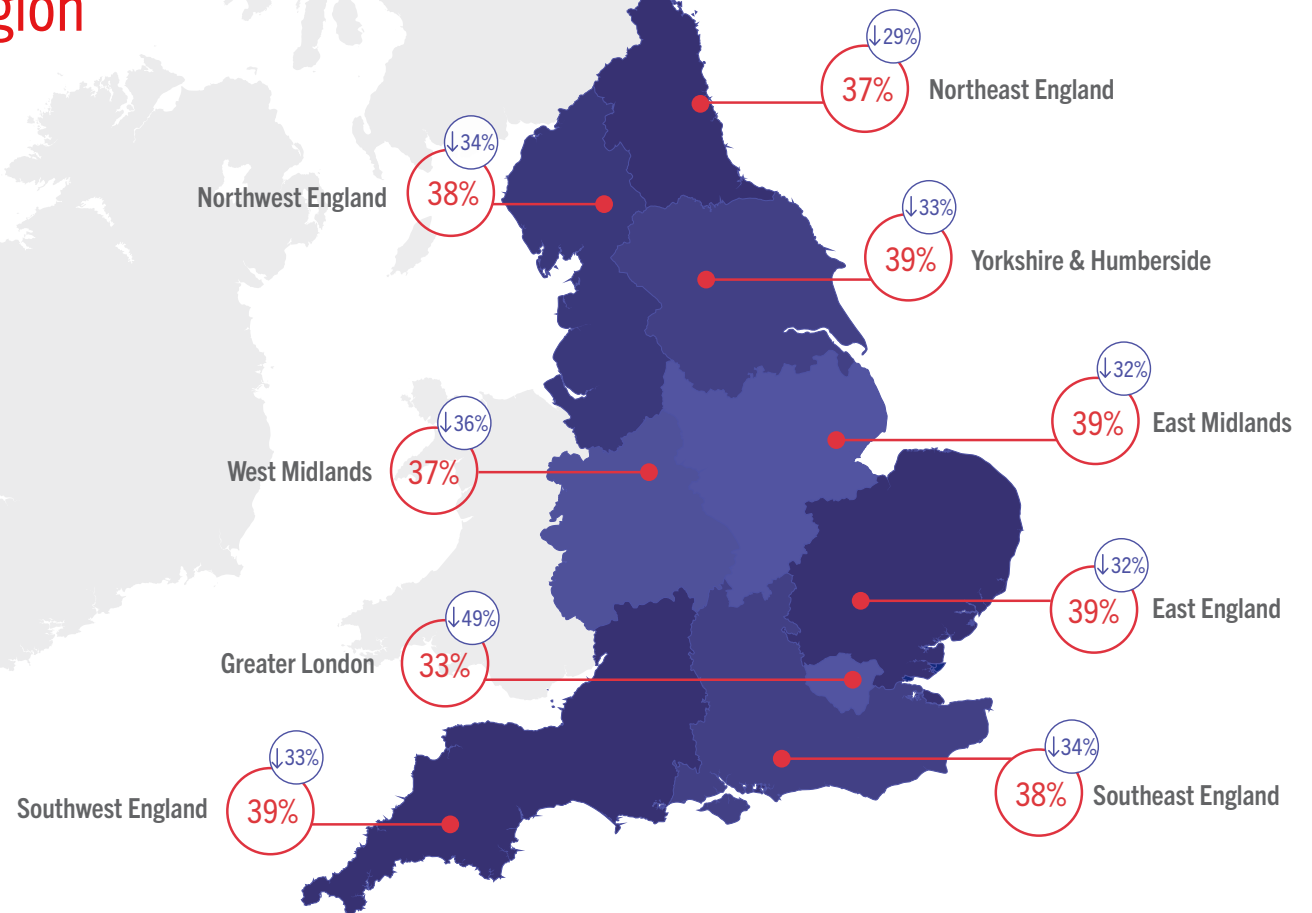 gion
↓29%
37%
Northeast England
↓34%
38%
Northwest England
↓33%
39%
Yorkshire & Humberside
↓32%
39%
East Midlands
↓36%
37%
West Midlands
↓32%
39%
East England
↓49%
33%
Greater London
↓34%
38%
Southeast England
↓33%
39%
Southwest England